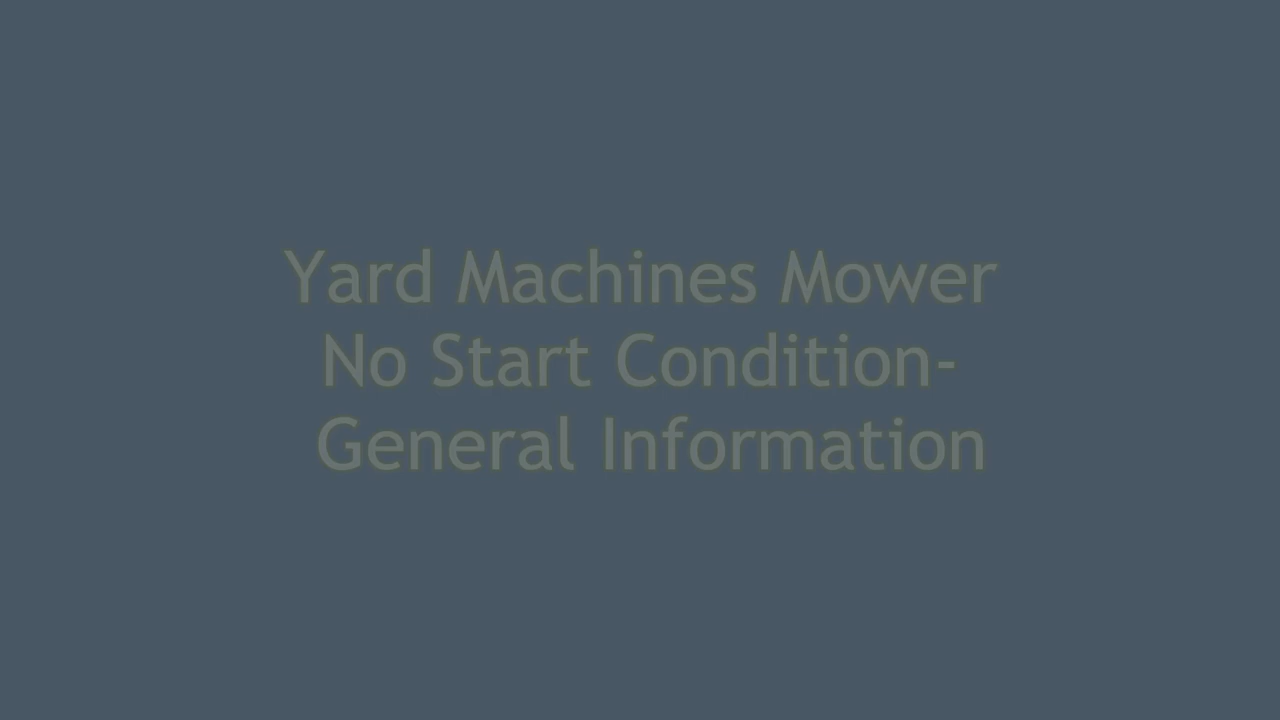 Yard Machines Mower
No Start Condition-
General Information